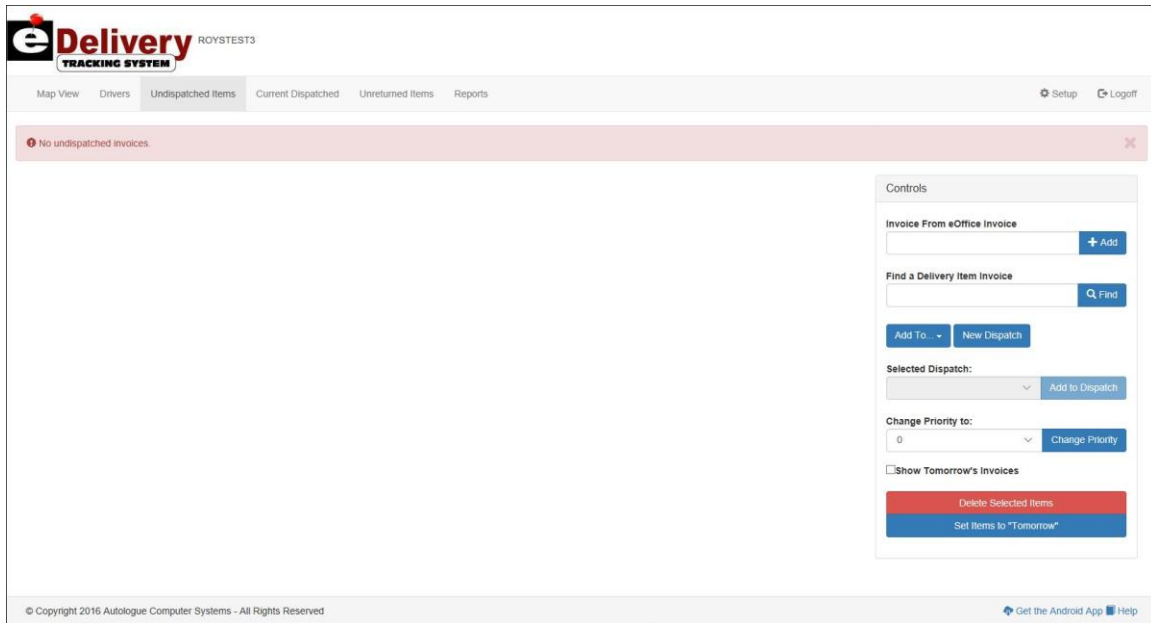 eDelivery
TRACKING SYSTEM
ROYSTEST3
Map View Drivers Undispatched Items Current Dispatched Unreturned Items Reports Setup Logoff
No undispatched invoices.
Controls
Invoice From eOffice Invoice
Add
Find a Delivery Item Invoice
Find
Add To... New Dispatch
Selected Dispatch:
Add to Dispatch
Change Priority to:
0 Change Priority
Show Tomorrow's Invoices
Delete Selected Items
Set Items to "Tomorrow"
© Copyright 2016 Autologue Computer Systems - All Rights Reserved Get the Android App Help